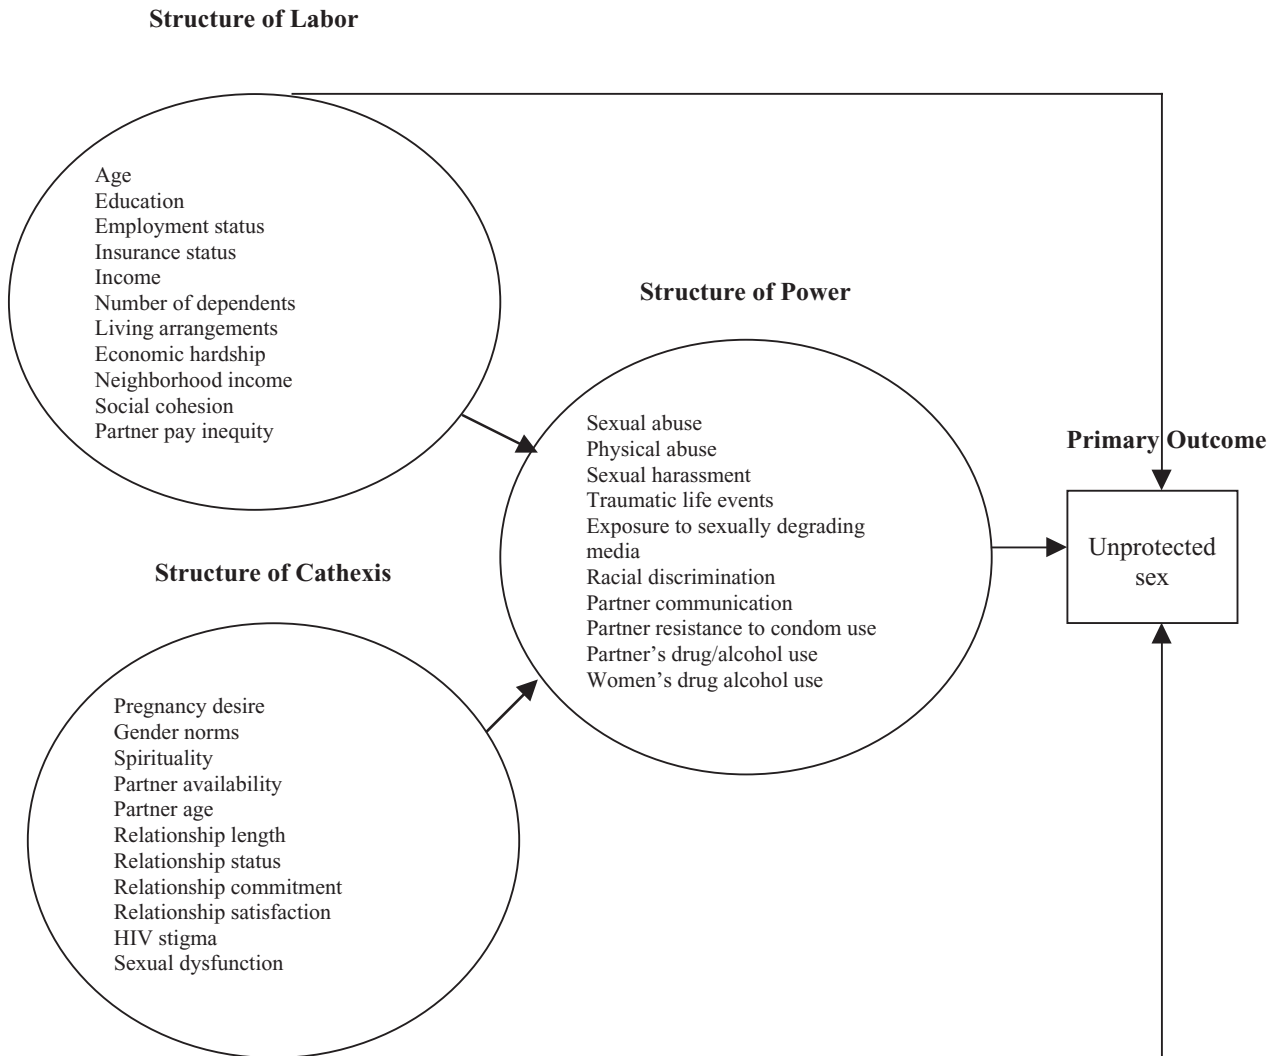 Structure of Labor
Age
Education
Employment status
Insurance status
Income
Number of dependents
Living arrangements
Economic hardship
Neighborhood income
Social cohesion
Partner pay inequity
Structure of Power
Sexual abuse
Physical abuse
Sexual harassment
Traumatic life events
Exposure to sexually degrading
media
Racial discrimination
Partner communication
Partner resistance to condom use
Partner’s drug/alcohol use
Women’s drug alcohol use
Primary Outcome
Unprotected
sex
Structure of Cathexis
Pregnancy desire
Gender norms
Spirituality
Partner availability
Partner age
Relationship length
Relationship status
Relationship commitment
Relationship satisfaction
HIV stigma
Sexual dysfunction